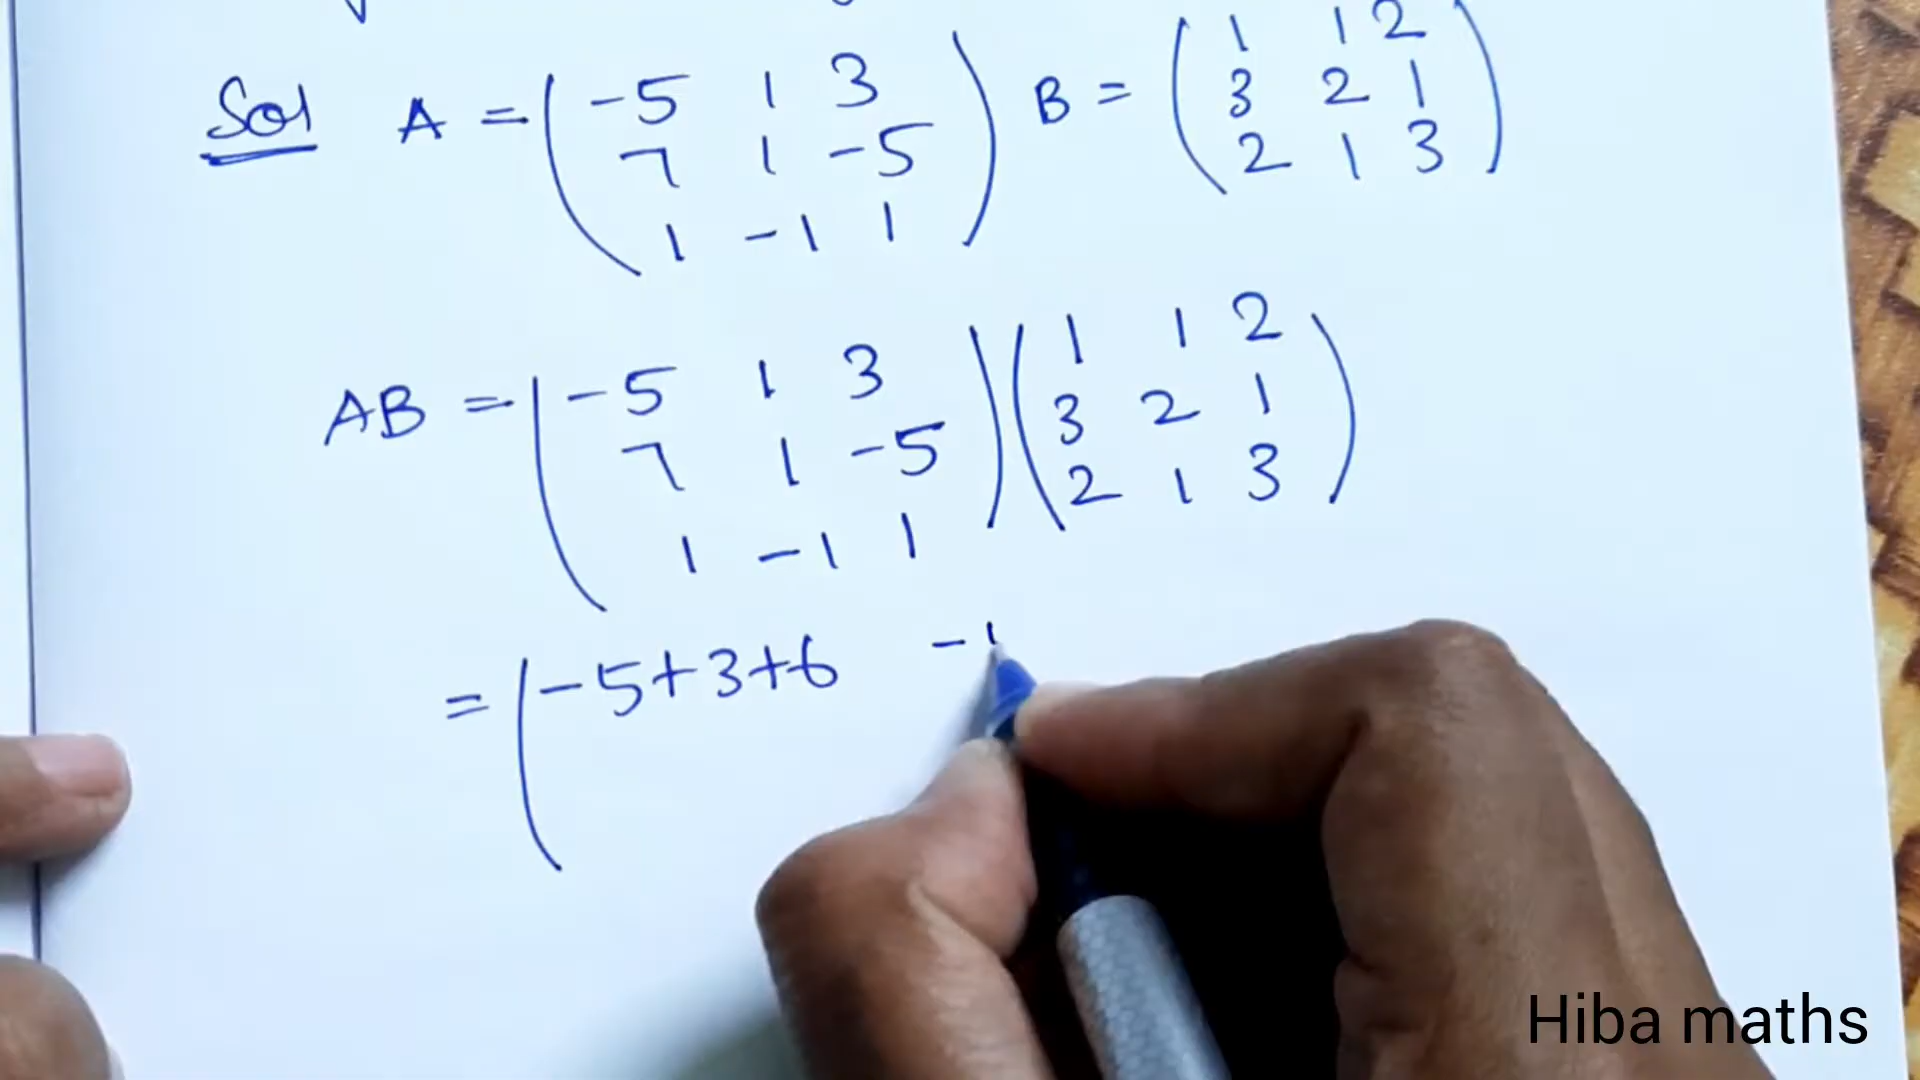 Sol A = ( -5 1 3 ) B = ( 1 1 2 )
7 1 -5 3 2 1
1 -1 1 2 1 3
AB = ( -5 1 3 ) ( 1 1 2 )
7 1 -5 3 2 1
1 -1 1 2 1 3
= ( -5+3+6 -
Hiba maths